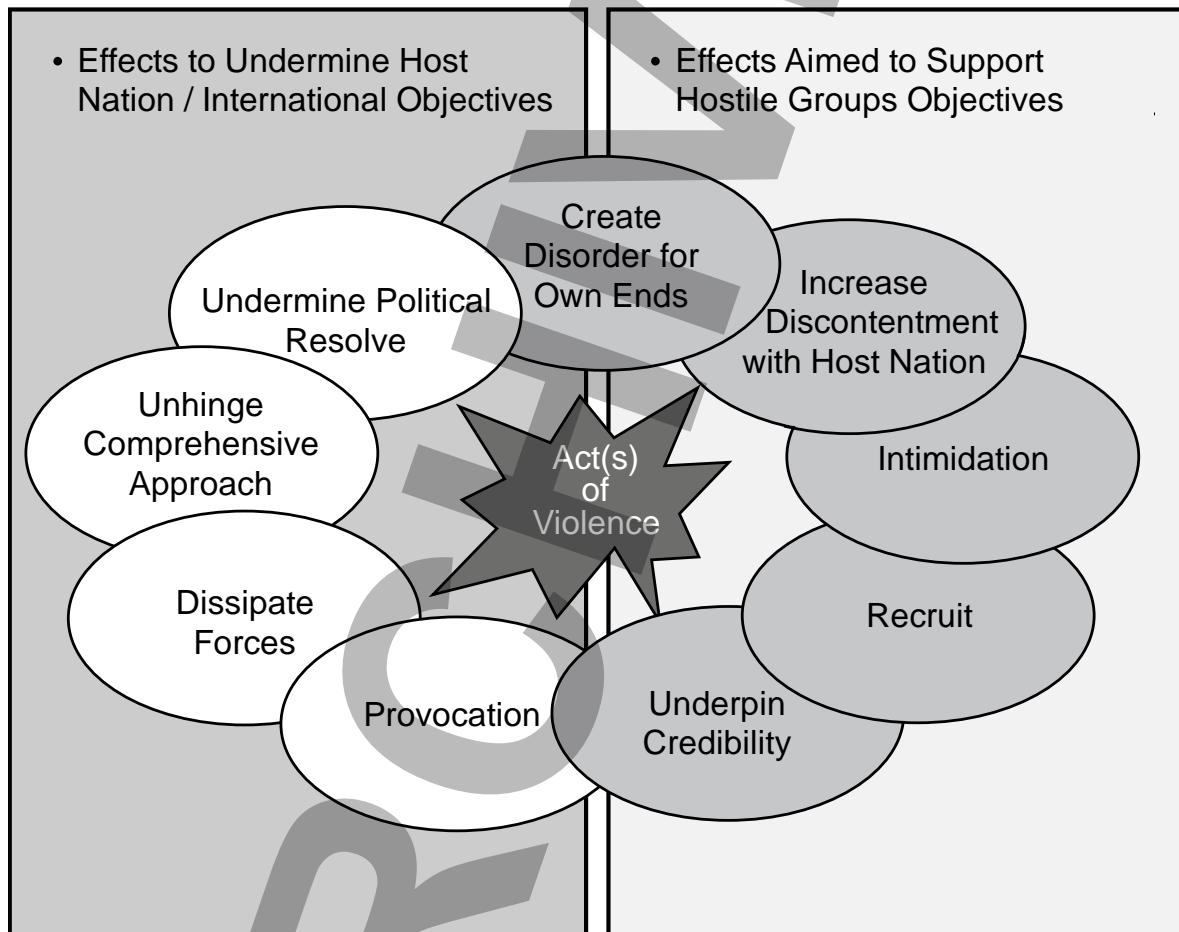 • Effects to Undermine Host
Nation / International Objectives
• Effects Aimed to Support
Hostile Groups Objectives
Create
Disorder for
Own Ends
Increase
Discontentment
with Host Nation
Undermine Political
Resolve
Unhinge
Comprehensive
Approach
Act(s)
of
Violence
Intimidation
Dissipate
Forces
Recruit
Provocation
Underpin
Credibility